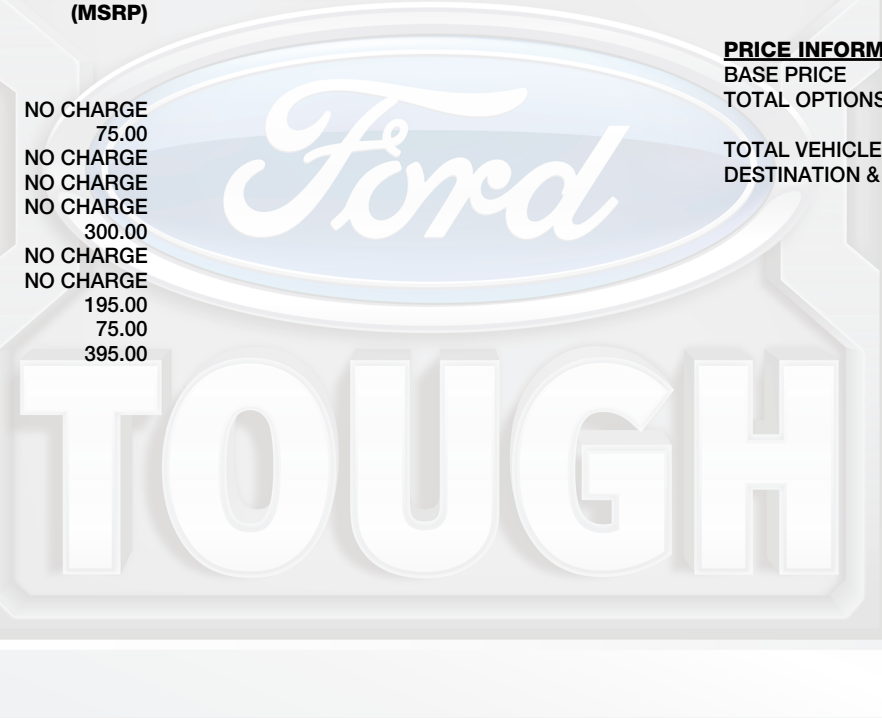 (MSRP)
NO CHARGE
75.00
NO CHARGE
NO CHARGE
NO CHARGE
300.00
NO CHARGE
NO CHARGE
195.00
75.00
395.00
PRICE INFORM
BASE PRICE
TOTAL OPTIONS
TOTAL VEHICLE
DESTINATION &
Ford
TOUGH